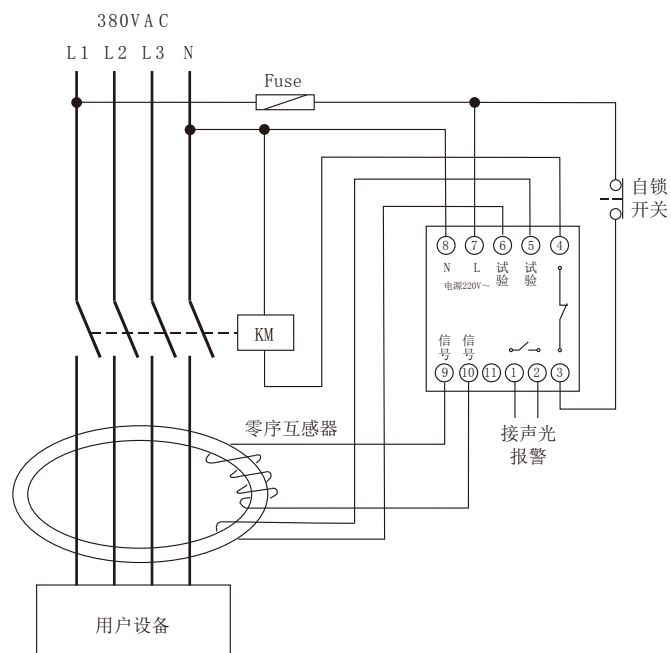 380VAC
L1 L2 L3 N
Fuse
自锁
开关
8 7 6 5 4
N L 试验 试验
电源220V～
KM
信号 信号
9 10 11 1 2 3
零序互感器
接声光
报警
用户设备